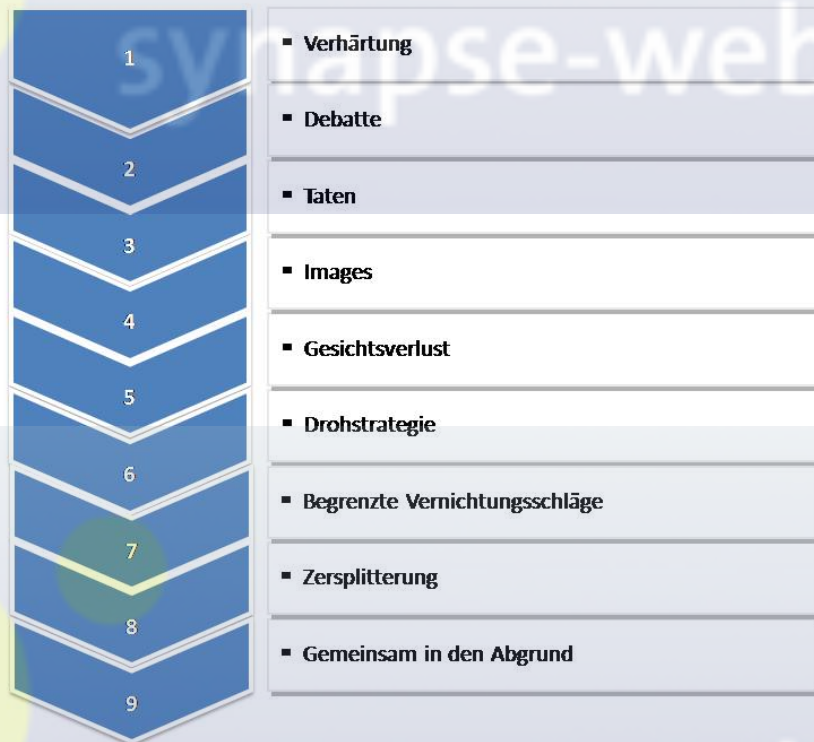 synapse-web
1
▪ Verhärtung
2
▪ Debatte
3
▪ Taten
4
▪ Images
5
▪ Gesichtsverlust
6
▪ Drohstrategie
7
▪ Begrenzte Vernichtungsschläge
8
▪ Zersplitterung
9
▪ Gemeinsam in den Abgrund